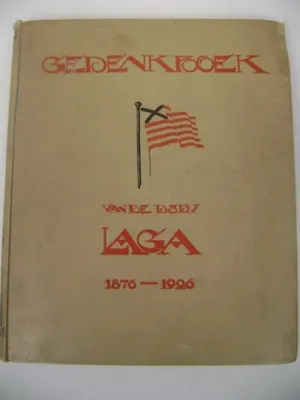 GEDENKBOEK
VAN DE D.S.R.V
LAGA
1876 — 1926